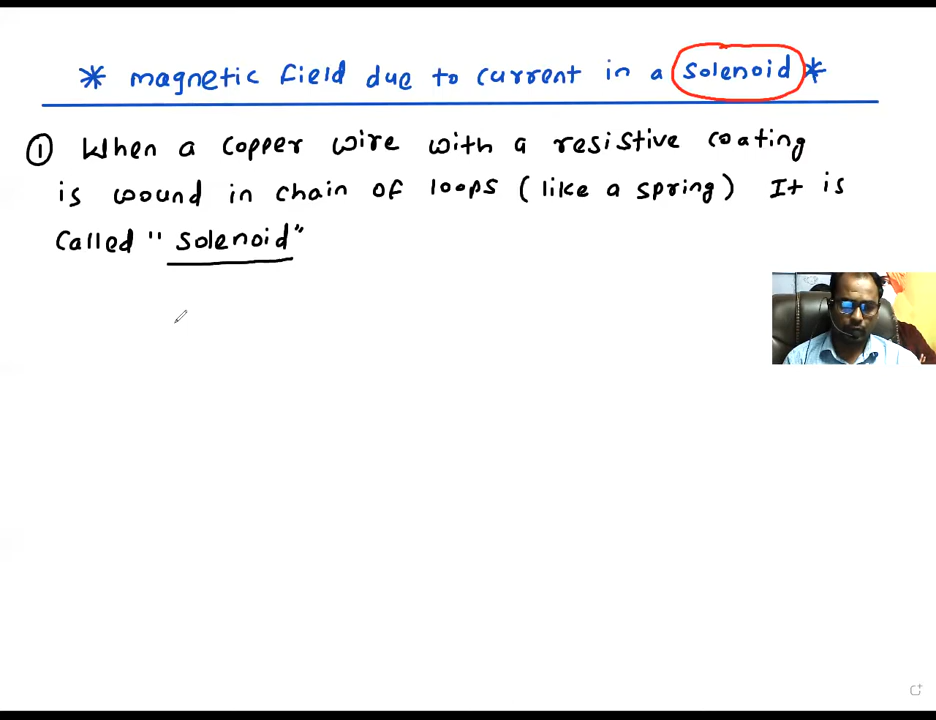 * magnetic field due to current in a solenoid *
① When a copper wire with a resistive coating
is wound in chain of loops (like a spring) It is
called "solenoid"